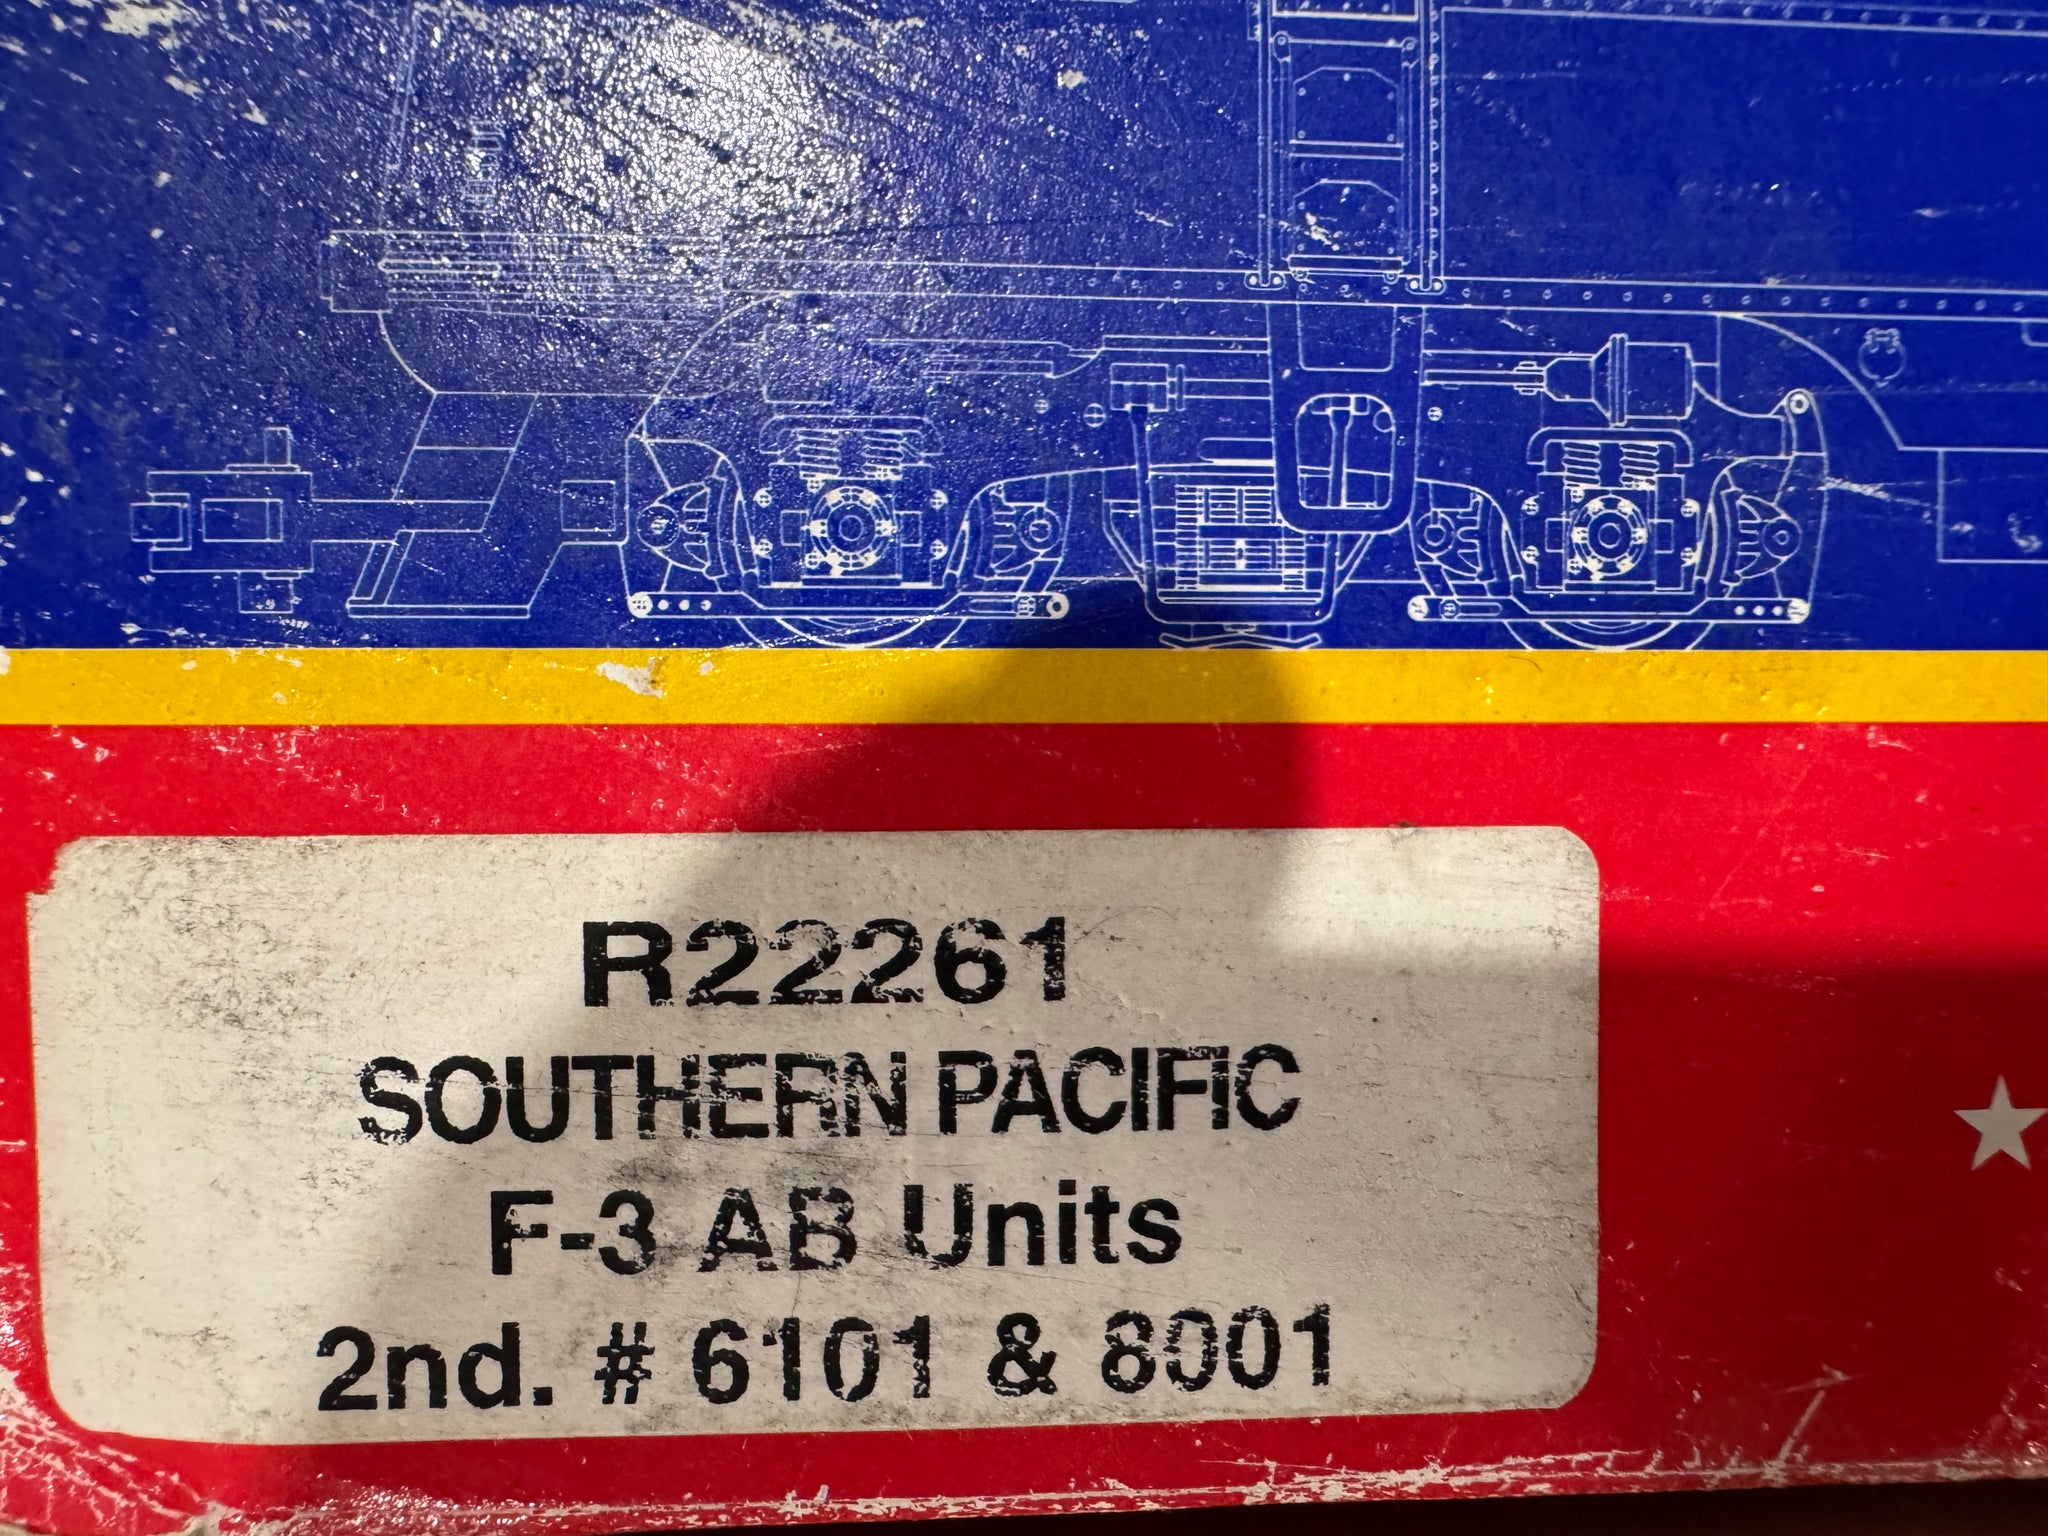 R22261
SOUTHERN PACIFIC
F-3 AB Units
2nd. # 6101 & 8001